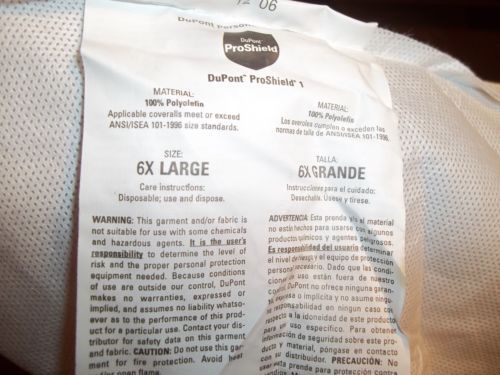 12 06
DuPont Person
DuPont™
ProShield
DuPont™ ProShield® 1
MATERIAL:
100% Polyolefin
Applicable coveralls meet or exceed
ANSI/ISEA 101-1996 size standards.
SIZE:
6X LARGE
Care instructions:
Disposable; use and dispose.
WARNING: This garment and/or fabric is
not suitable for use with some chemicals
and hazardous agents. It is the user's
responsibility to determine the level of
risk and the proper personal protection
equipment needed. Because conditions
of use are outside our control, DuPont
makes no warranties, expressed or
implied, and assumes no liability whatso-
ever as to the performance of this prod-
uct for a particular use. Contact your dis-
tributor for safety data on this garment
and fabric. CAUTION: Do not use this gar-
ment for fire protection. Avoid heat
open flame.
MATERIAL:
100% Polyolefin
Los overoles cumplen o exceden las
normas de talla de ANSI/ISEA 101-1996
TALLA:
6X GRANDE
Instrucciones para el cuidado:
Desechable. Úsese y tírese.
ADVERTENCIA: Esta prenda y/o el material
no están hechos para usarse con algunos
productos químicos y agentes peligrosos.
Es responsabilidad del usuario determinar
el nivel de riesgo y el equipo de protección
personal necesario. Dado que las condi-
ciones de uso están fuera de nuestro
Control, DuPont no ofrece ninguna garan-
expresa o implícita y no asume ningu-
responsabilidad en ningun caso con
respecto a la idoneidad de este producto
para un uso específico. Para obtener
información de seguridad sobre este pro-
ducto y material, póngase en contacto
con su distribuidor. PRECAUCIÓN: No
usar esta prenda para protección contra